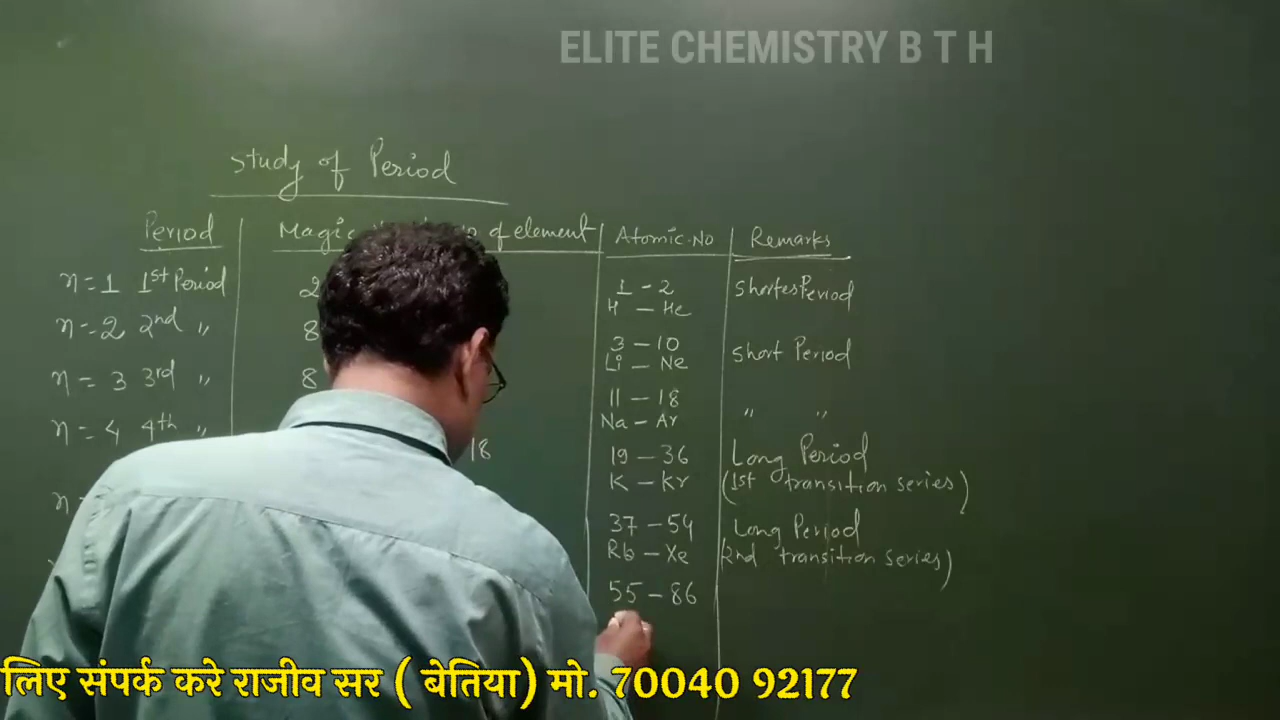 ELITE CHEMISTRY B T H
Study of Period
Period Magic of element Atomic.No Remarks
n=1 1st Period 2 1 - 2 Shortes Period
H - He
n=2 2nd " 8 3 - 10
Li - Ne Short Period
n=3 3rd " 8 11 - 18
Na - Ar " "
n=4 4th " 18 19 - 36 Long Period
K - Kr (1st transition series)
n 37 - 54 Long Period
Rb - Xe (2nd transition series)
55 - 86
लिए संपर्क करे राजीव सर ( बेतिया) मो. 70040 92177